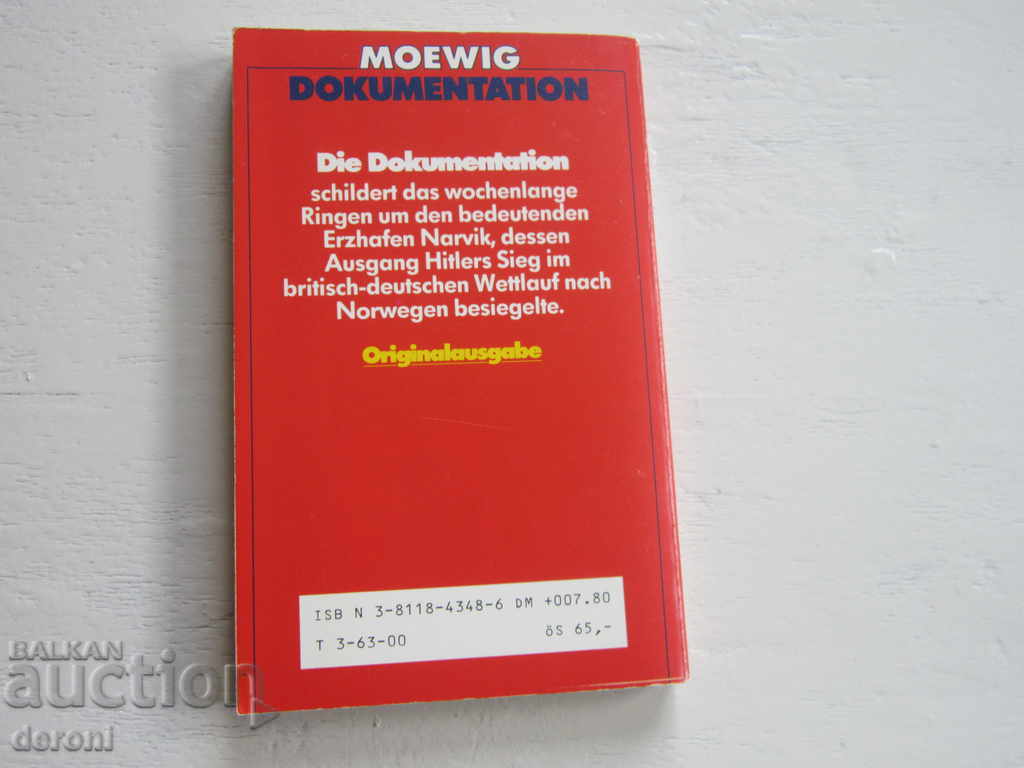 MOEWIG
DOKUMENTATION
Die Dokumentation
schildert das wochenlange
Ringen um den bedeutenden
Erzhafen Narvik, dessen
Ausgang Hitlers Sieg im
britisch-deutschen Wettlauf nach
Norwegen besiegelte.
Originalausgabe
ISB N 3-8118-4348-6 DM +007.80
T 3-63-00 öS 65,-
BALKAN
auction
deroni